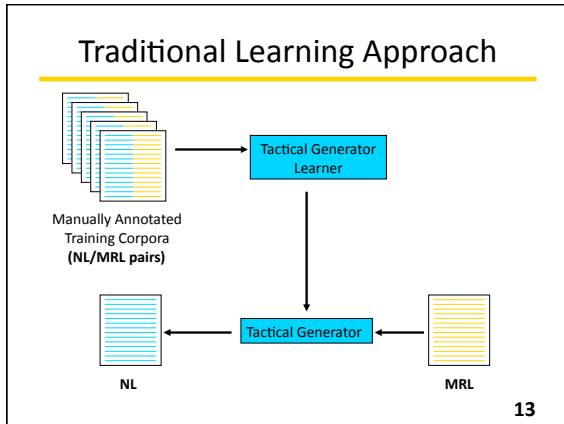 Traditional Learning Approach
Tactical Generator
Learner
Manually Annotated
Training Corpora
(NL/MRL pairs)
Tactical Generator
NL
MRL
13